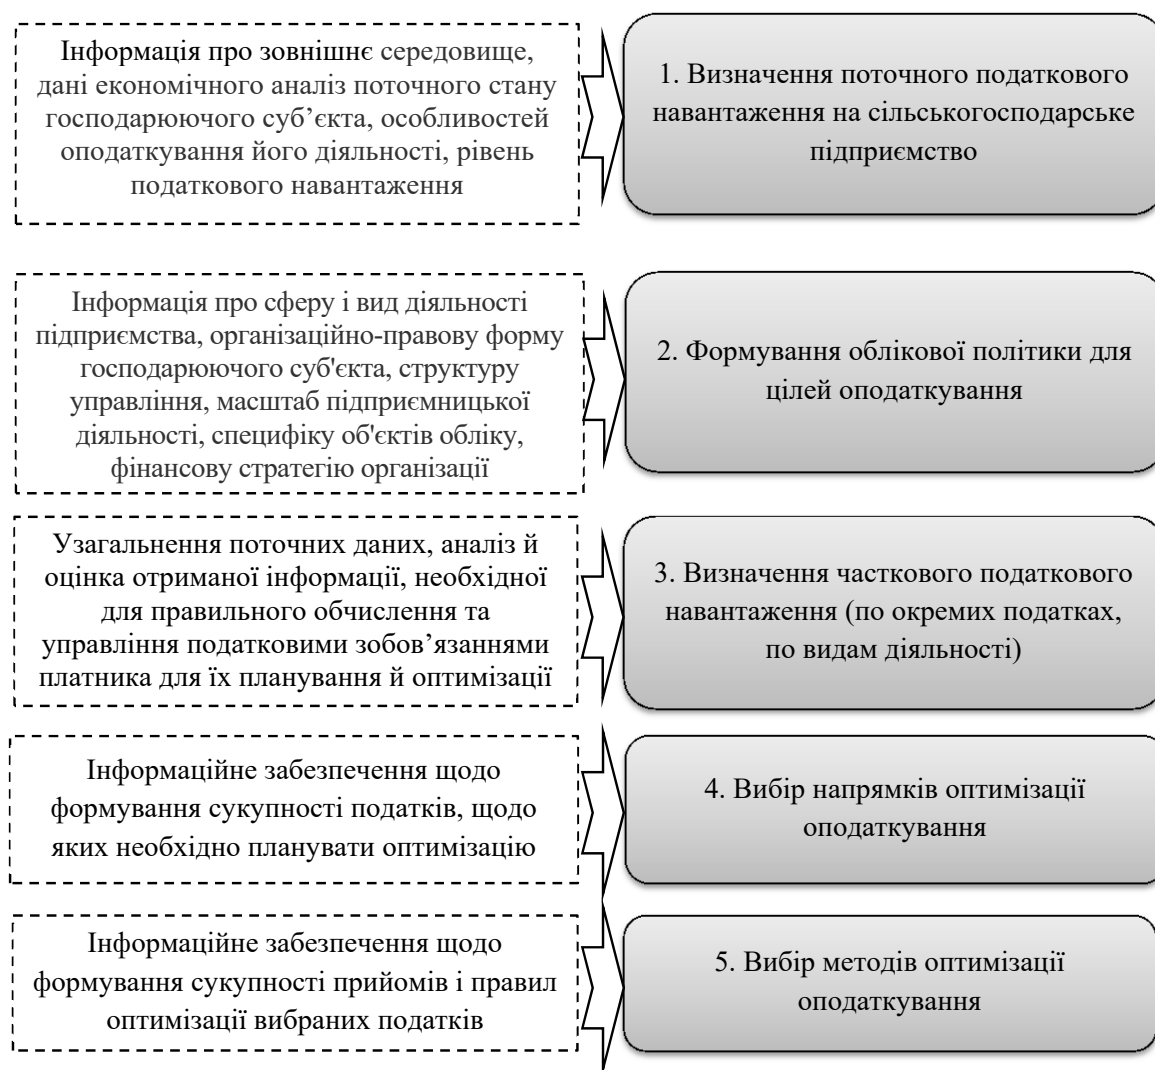 Інформація про зовнішнє середовище,
дані економічного аналіз поточного стану
господарюючого суб’єкта, особливостей
оподаткування його діяльності, рівень
податкового навантаження
1. Визначення поточного податкового
навантаження на сільськогосподарське
підприємство
Інформація про сферу і вид діяльності
підприємства, організаційно-правову форму
господарюючого суб'єкта, структуру
управління, масштаб підприємницької
діяльності, специфіку об'єктів обліку,
фінансову стратегію організації
2. Формування облікової політики для
цілей оподаткування
Узагальнення поточних даних, аналіз й
оцінка отриманої інформації, необхідної
для правильного обчислення та
управління податковими зобов’язаннями
платника для їх планування й оптимізації
3. Визначення часткового податкового
навантаження (по окремих податках,
по видам діяльності)
Інформаційне забезпечення щодо
формування сукупності податків, щодо
яких необхідно планувати оптимізацію
4. Вибір напрямків оптимізації
оподаткування
Інформаційне забезпечення щодо
формування сукупності прийомів і правил
оптимізації вибраних податків
5. Вибір методів оптимізації
оподаткування